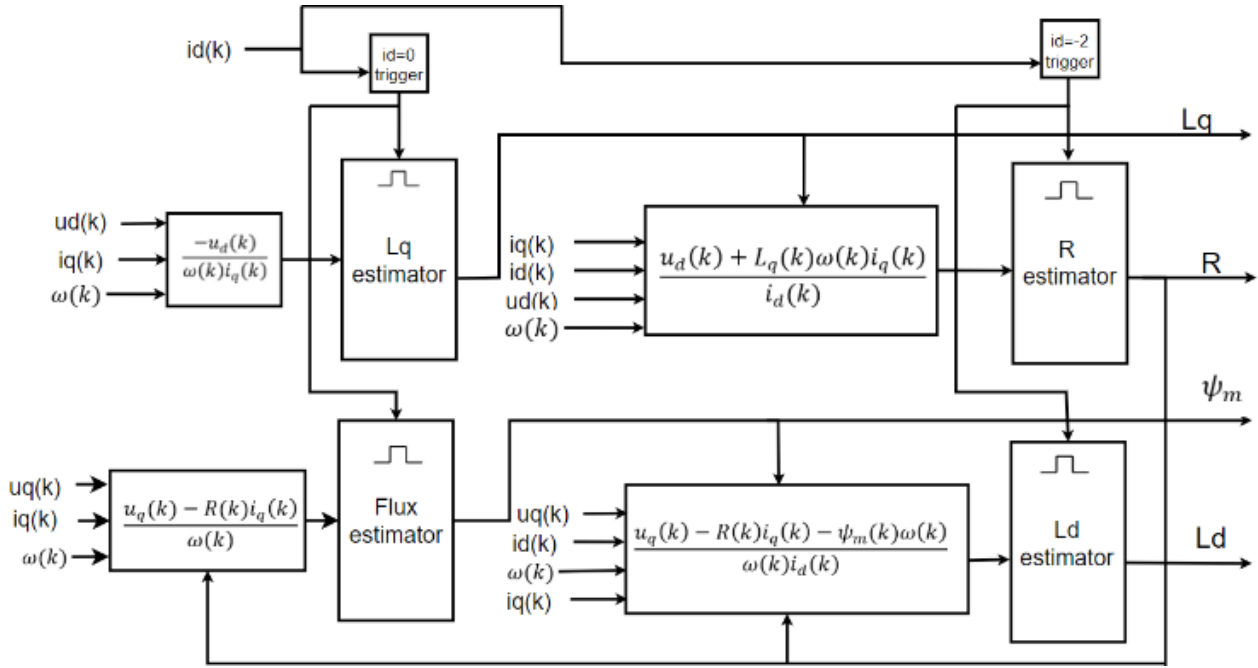 id(k)
id=0
trigger
id=-2
trigger
Lq
ud(k)
iq(k)
ω(k)
−u_d(k)
ω(k)i_q(k)
Lq
estimator
iq(k)
id(k)
ud(k)
ω(k)
u_d(k) + L_q(k)ω(k)i_q(k)
i_d(k)
R
estimator
R
ψ_m
uq(k)
iq(k)
ω(k)
u_q(k) − R(k)i_q(k)
ω(k)
Flux
estimator
uq(k)
id(k)
ω(k)
iq(k)
u_q(k) − R(k)i_q(k) − ψ_m(k)ω(k)
ω(k)i_d(k)
Ld
estimator
Ld